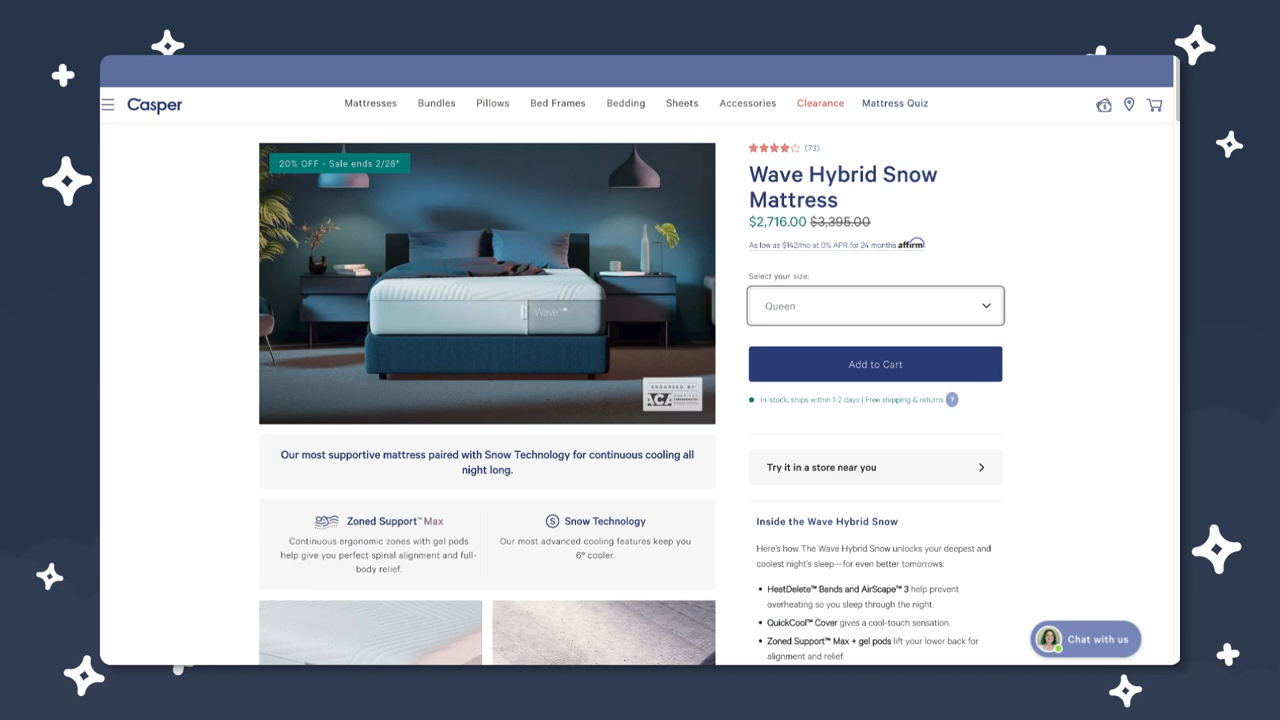 Casper
Mattresses
Bundles
Pillows
Bed Frames
Bedding
Sheets
Accessories
Clearance
Mattress Quiz
20% OFF - Sale ends 2/28*
Wave
ENDORSED BY
ACA
(73)
Wave Hybrid Snow
Mattress
$2,716.00 $3,395.00
As low as $142/mo at 0% APR for 24 months affirm
Select your size:
Queen
Add to Cart
In-stock, ships within 1-2 days | Free shipping & returns ?
Try it in a store near you
Our most supportive mattress paired with Snow Technology for continuous cooling all
night long.
Zoned Support™ Max
Continuous ergonomic zones with gel pods
help give you perfect spinal alignment and full-
body relief.
S Snow Technology
Our most advanced cooling features keep you
6° cooler.
Inside the Wave Hybrid Snow
Here's how The Wave Hybrid Snow unlocks your deepest and
coolest night's sleep—for even better tomorrows:
• HeatDelete™ Bands and AirScape™ 3 help prevent
overheating so you sleep through the night.
• QuickCool™ Cover gives a cool-touch sensation.
• Zoned Support™ Max + gel pods lift your lower back for
alignment and relief.
Chat with us